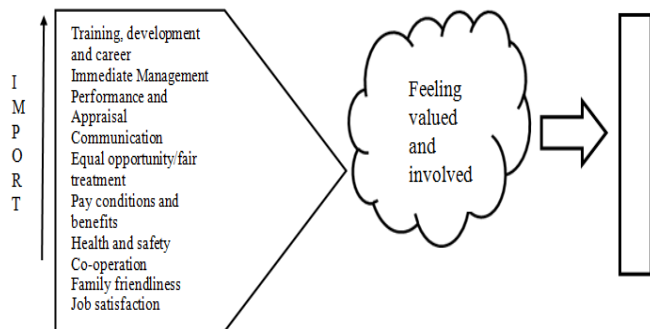 IMPORT
Training, development
and career
Immediate Management
Performance and
Appraisal
Communication
Equal opportunity/fair
treatment
Pay conditions and
benefits
Health and safety
Co-operation
Family friendliness
Job satisfaction
Feeling
valued
and
involved